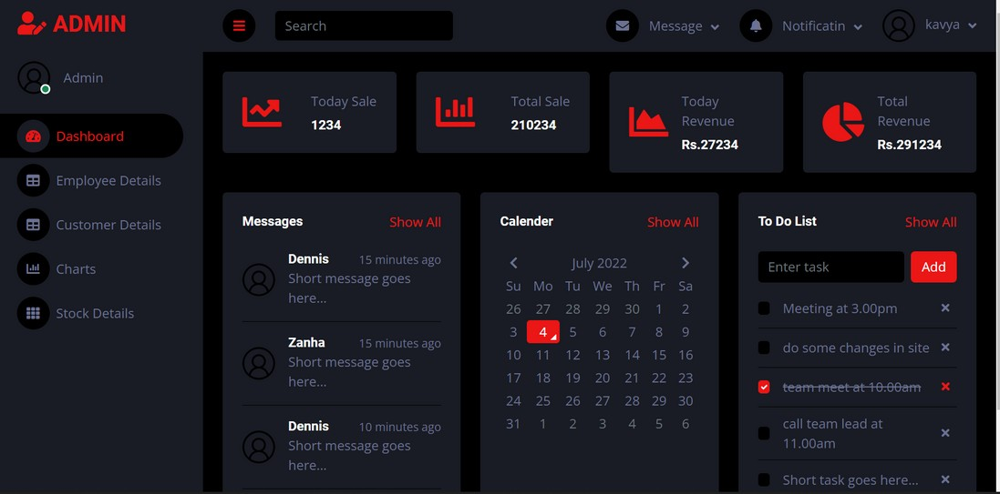 ADMIN
Search
Message
Notificatin
kavya
Admin
Dashboard
Employee Details
Customer Details
Charts
Stock Details
Today Sale
1234
Total Sale
210234
Today
Revenue
Rs.27234
Total
Revenue
Rs.291234
Messages
Show All
Dennis
15 minutes ago
Short message goes
here...
Zanha
15 minutes ago
Short message goes
here...
Dennis
10 minutes ago
Short message goes
here...
Calender
Show All
July 2022
Su Mo Tu We Th Fr Sa
26 27 28 29 30 1 2
3 4 5 6 7 8 9
10 11 12 13 14 15 16
17 18 19 20 21 22 23
24 25 26 27 28 29 30
31 1 2 3 4 5 6
To Do List
Show All
Enter task
Add
Meeting at 3.00pm
do some changes in site
team meet at 10.00am
call team lead at
11.00am
Short task goes here...